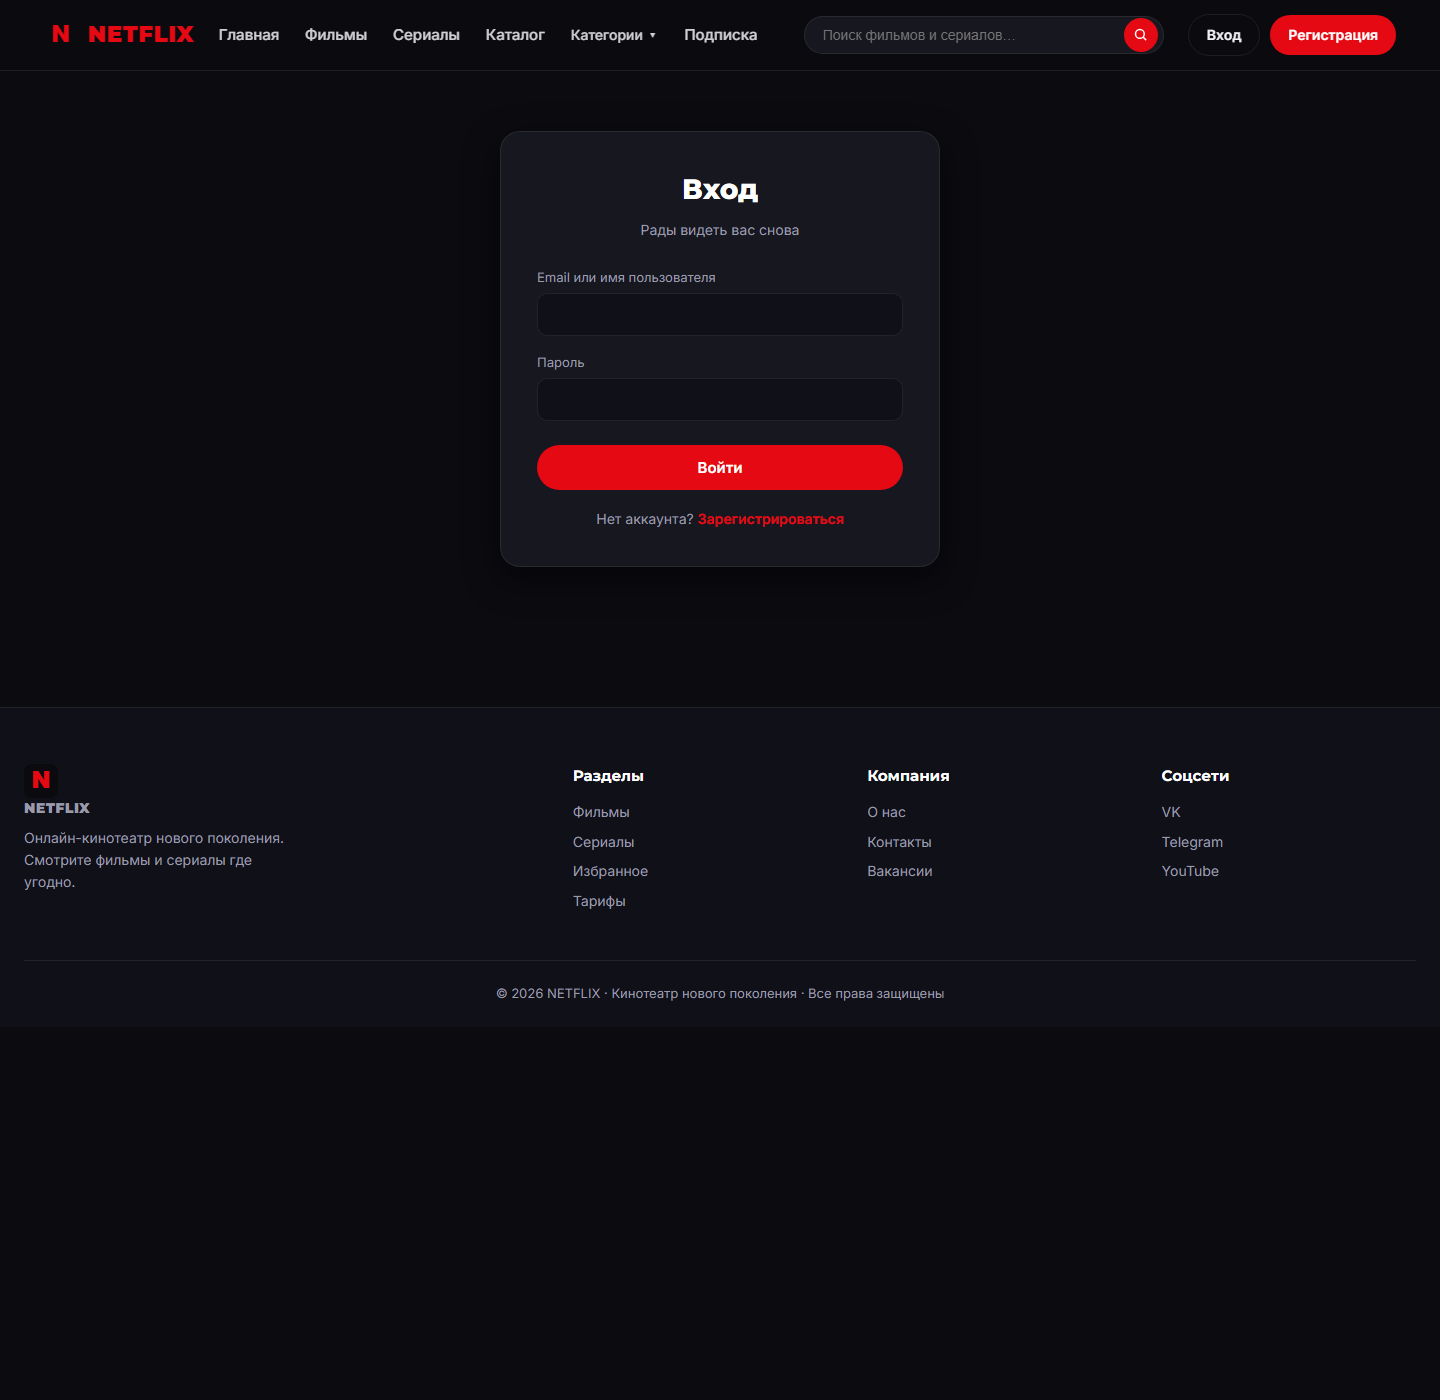 N NETFLIX Главная Фильмы Сериалы Каталог Категории ▼ Подписка Поиск фильмов и сериалов... Вход Регистрация
Вход
Рады видеть вас снова
Email или имя пользователя
Пароль
Войти
Нет аккаунта? Зарегистрироваться
N
NETFLIX
Онлайн-кинотеатр нового поколения.
Смотрите фильмы и сериалы где
угодно.
Разделы
Фильмы
Сериалы
Избранное
Тарифы
Компания
О нас
Контакты
Вакансии
Соцсети
VK
Telegram
YouTube
© 2026 NETFLIX · Кинотеатр нового поколения · Все права защищены